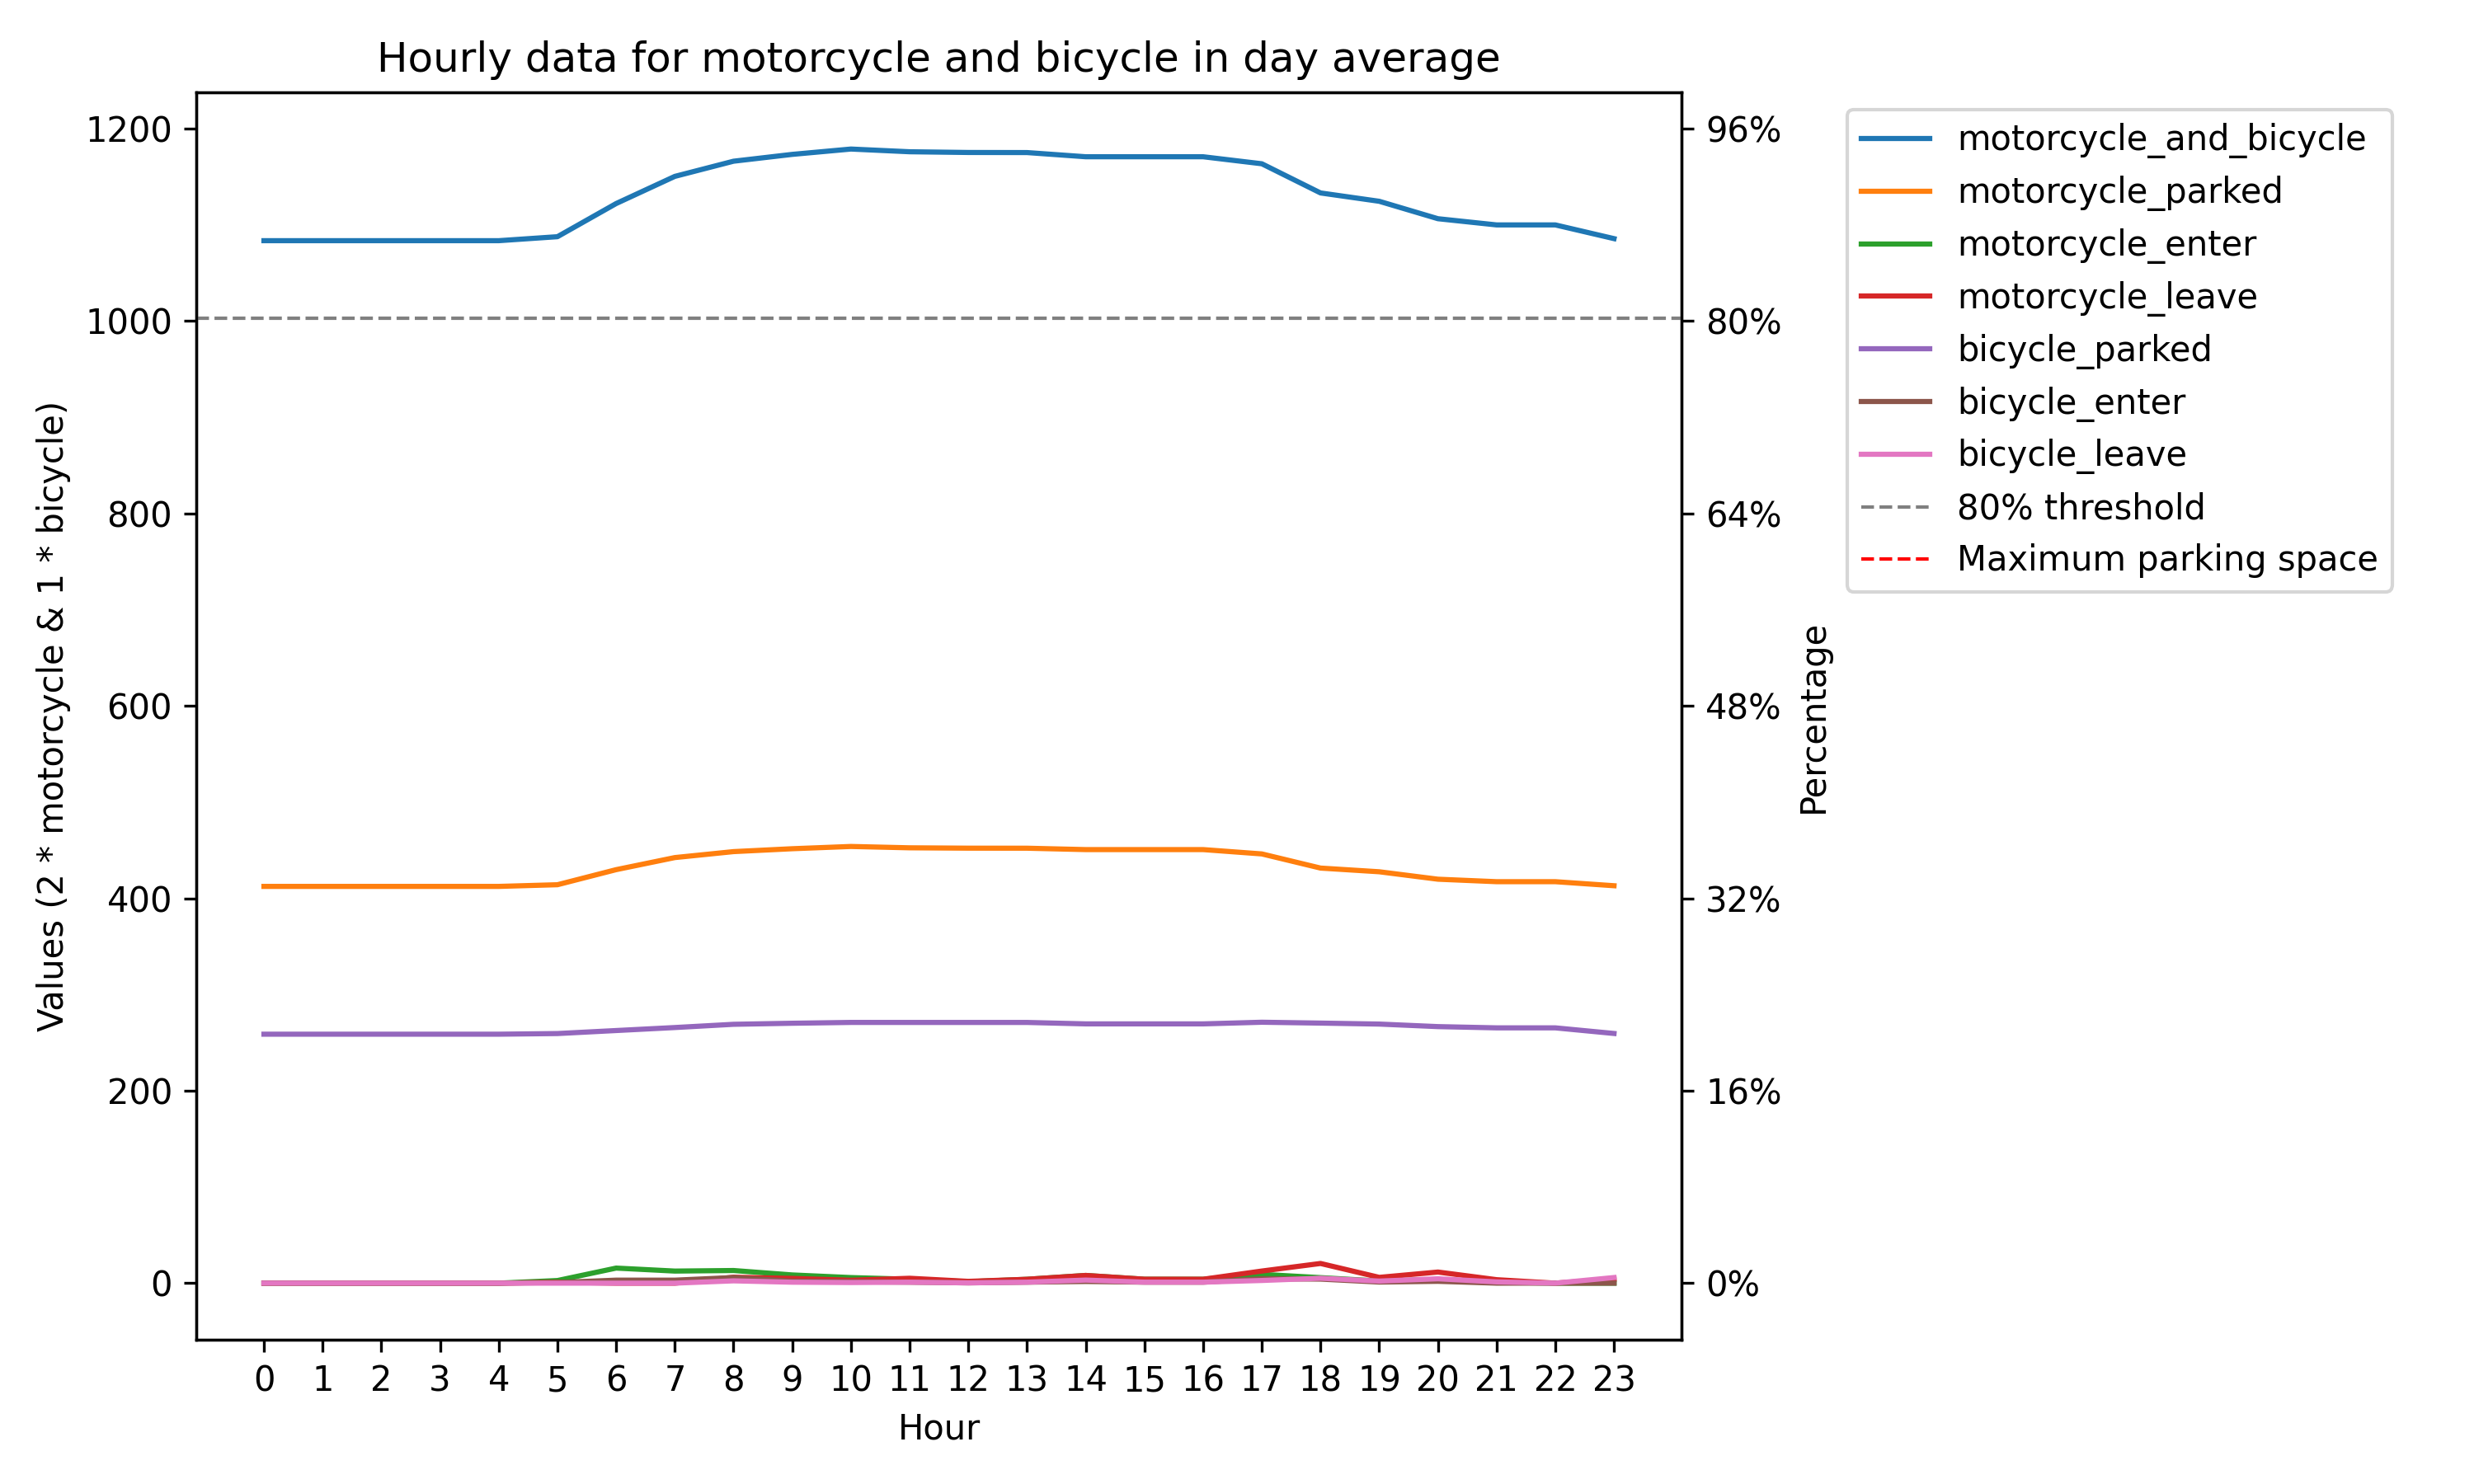 Hourly data for motorcycle and bicycle in day average
Values (2 * motorcycle & 1 * bicycle)
1200
1000
800
600
400
200
0
96%
80%
64%
48%
32%
16%
0%
Percentage
0 1 2 3 4 5 6 7 8 9 10 11 12 13 14 15 16 17 18 19 20 21 22 23
Hour
motorcycle_and_bicycle
motorcycle_parked
motorcycle_enter
motorcycle_leave
bicycle_parked
bicycle_enter
bicycle_leave
80% threshold
Maximum parking space